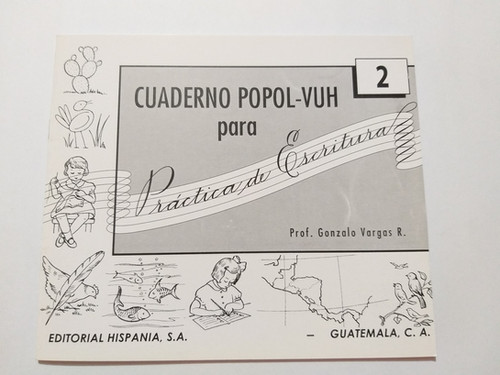 2
CUADERNO POPOL-VUH
para
Práctica de Escritura
Prof. Gonzalo Vargas R.
EDITORIAL HISPANIA, S.A. – GUATEMALA, C. A.